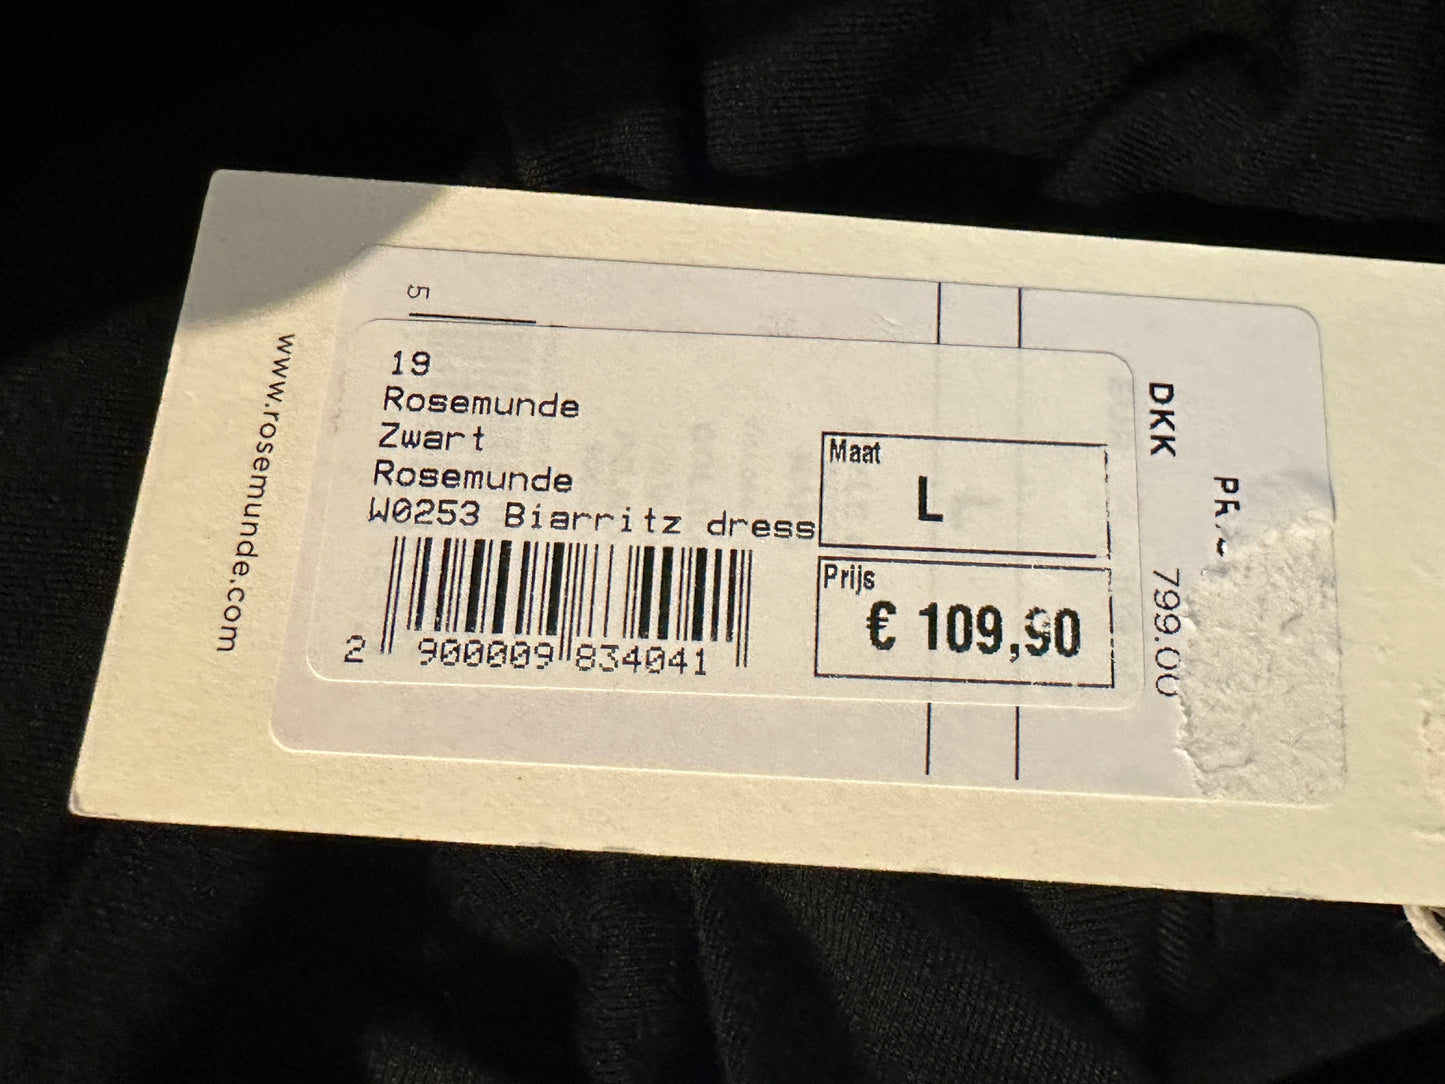 www.rosemunde.com
5
19
Rosemunde
Zwart
Rosemunde
W0253 Biarritz dress
2 900009 834041
Maat
L
Prijs
€ 109,90
DKK
799.00